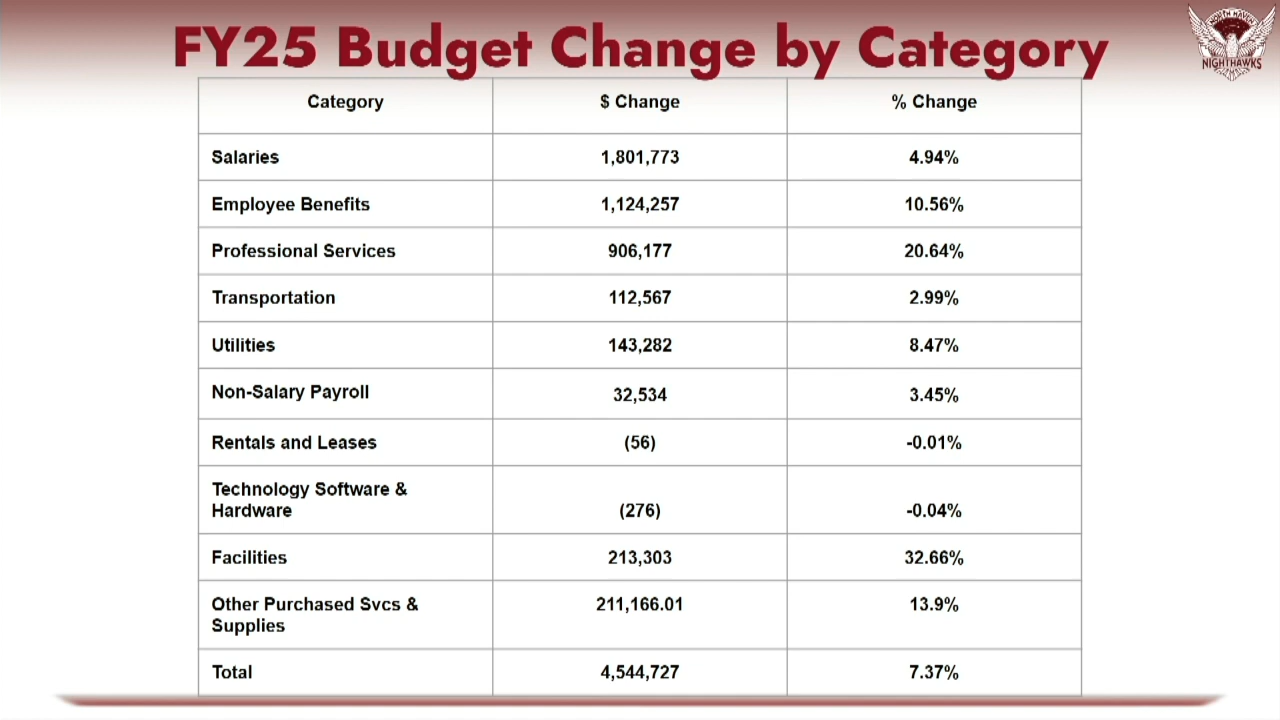 FY25 Budget Change by Category
NORTH HAVEN
NIGHTHAWKS
Category $ Change % Change
Salaries 1,801,773 4.94%
Employee Benefits 1,124,257 10.56%
Professional Services 906,177 20.64%
Transportation 112,567 2.99%
Utilities 143,282 8.47%
Non-Salary Payroll 32,534 3.45%
Rentals and Leases (56) -0.01%
Technology Software &
Hardware (276) -0.04%
Facilities 213,303 32.66%
Other Purchased Svcs & 211,166.01 13.9%
Supplies
Total 4,544,727 7.37%